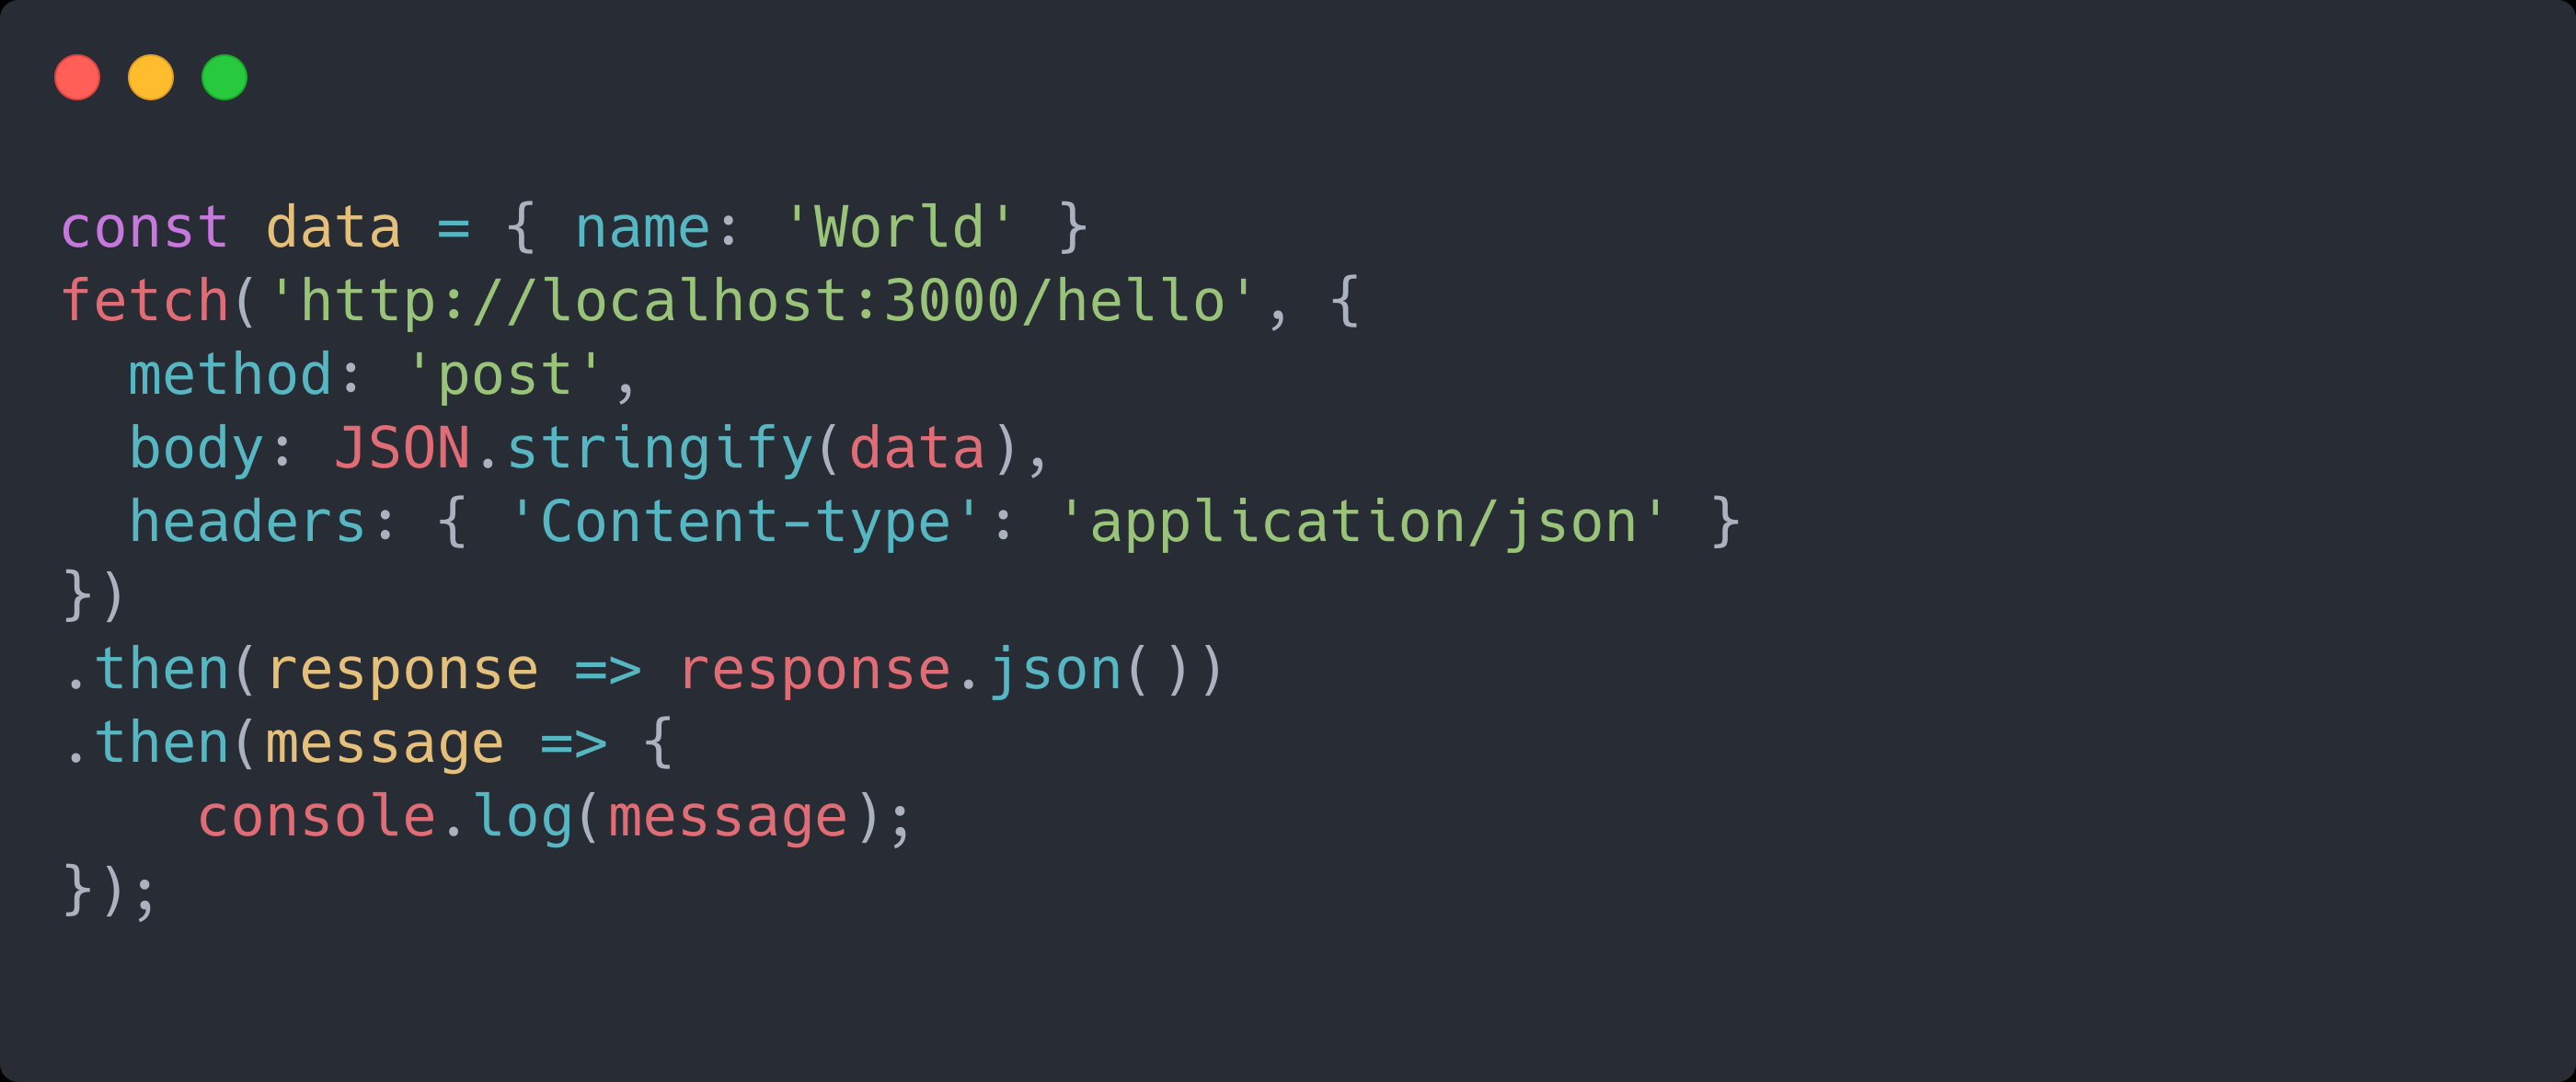 const data = { name: 'World' }
fetch('http://localhost:3000/hello', {
  method: 'post',
  body: JSON.stringify(data),
  headers: { 'Content-type': 'application/json' }
})
.then(response => response.json())
.then(message => {
    console.log(message);
});